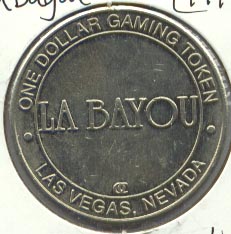 ONE DOLLAR GAMING TOKEN
LA BAYOU
LAS VEGAS, NEVADA